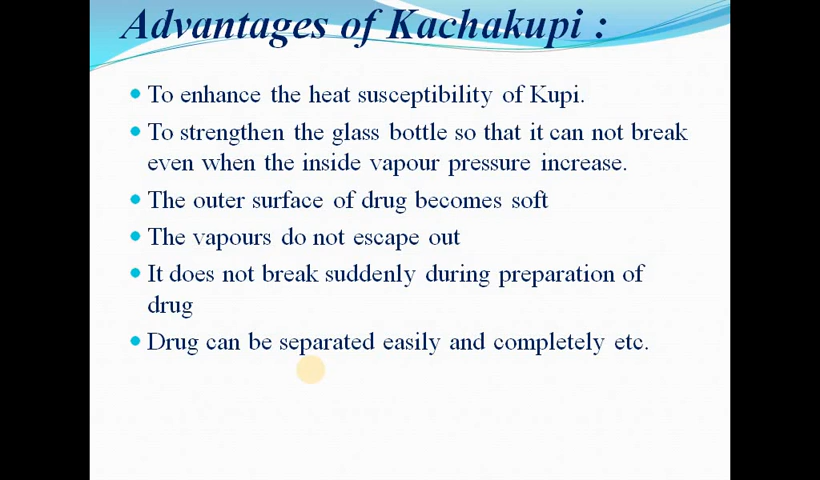 Advantages of Kachakupi :
• To enhance the heat susceptibility of Kupi.
• To strengthen the glass bottle so that it can not break
even when the inside vapour pressure increase.
• The outer surface of drug becomes soft
• The vapours do not escape out
• It does not break suddenly during preparation of
drug
• Drug can be separated easily and completely etc.